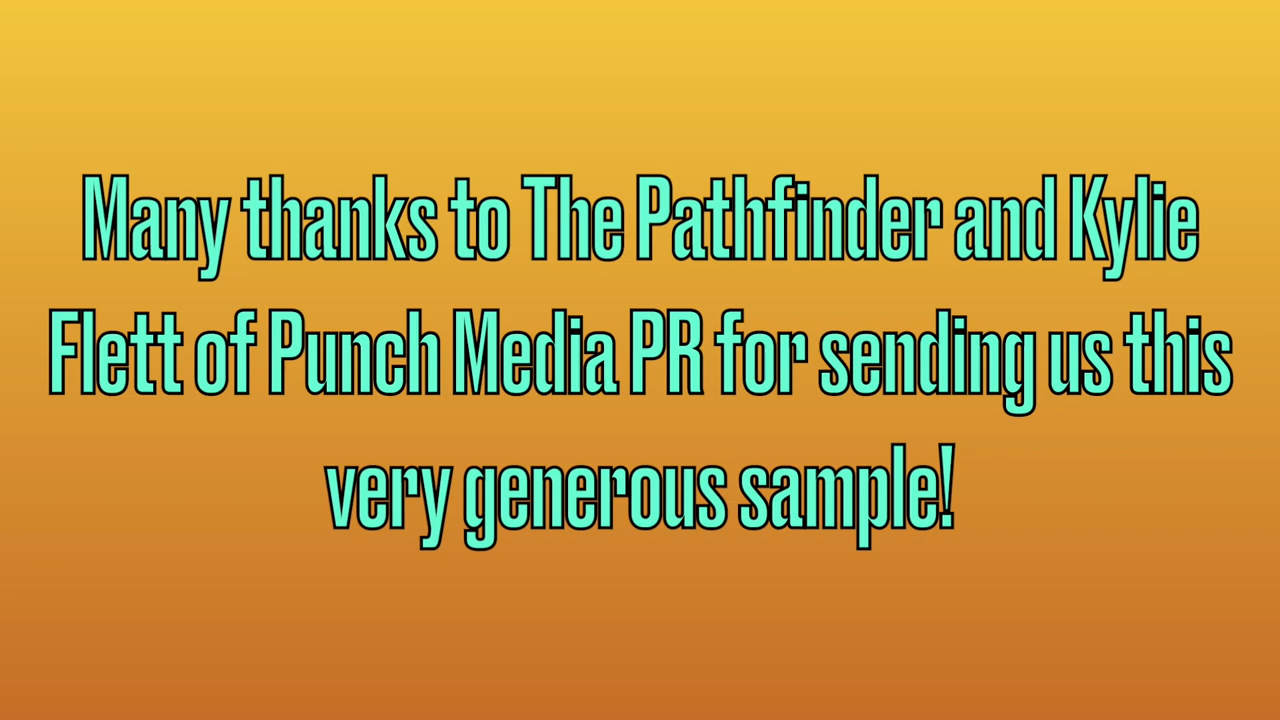 Many thanks to The Pathfinder and Kylie
Flett of Punch Media PR for sending us this
very generous sample!